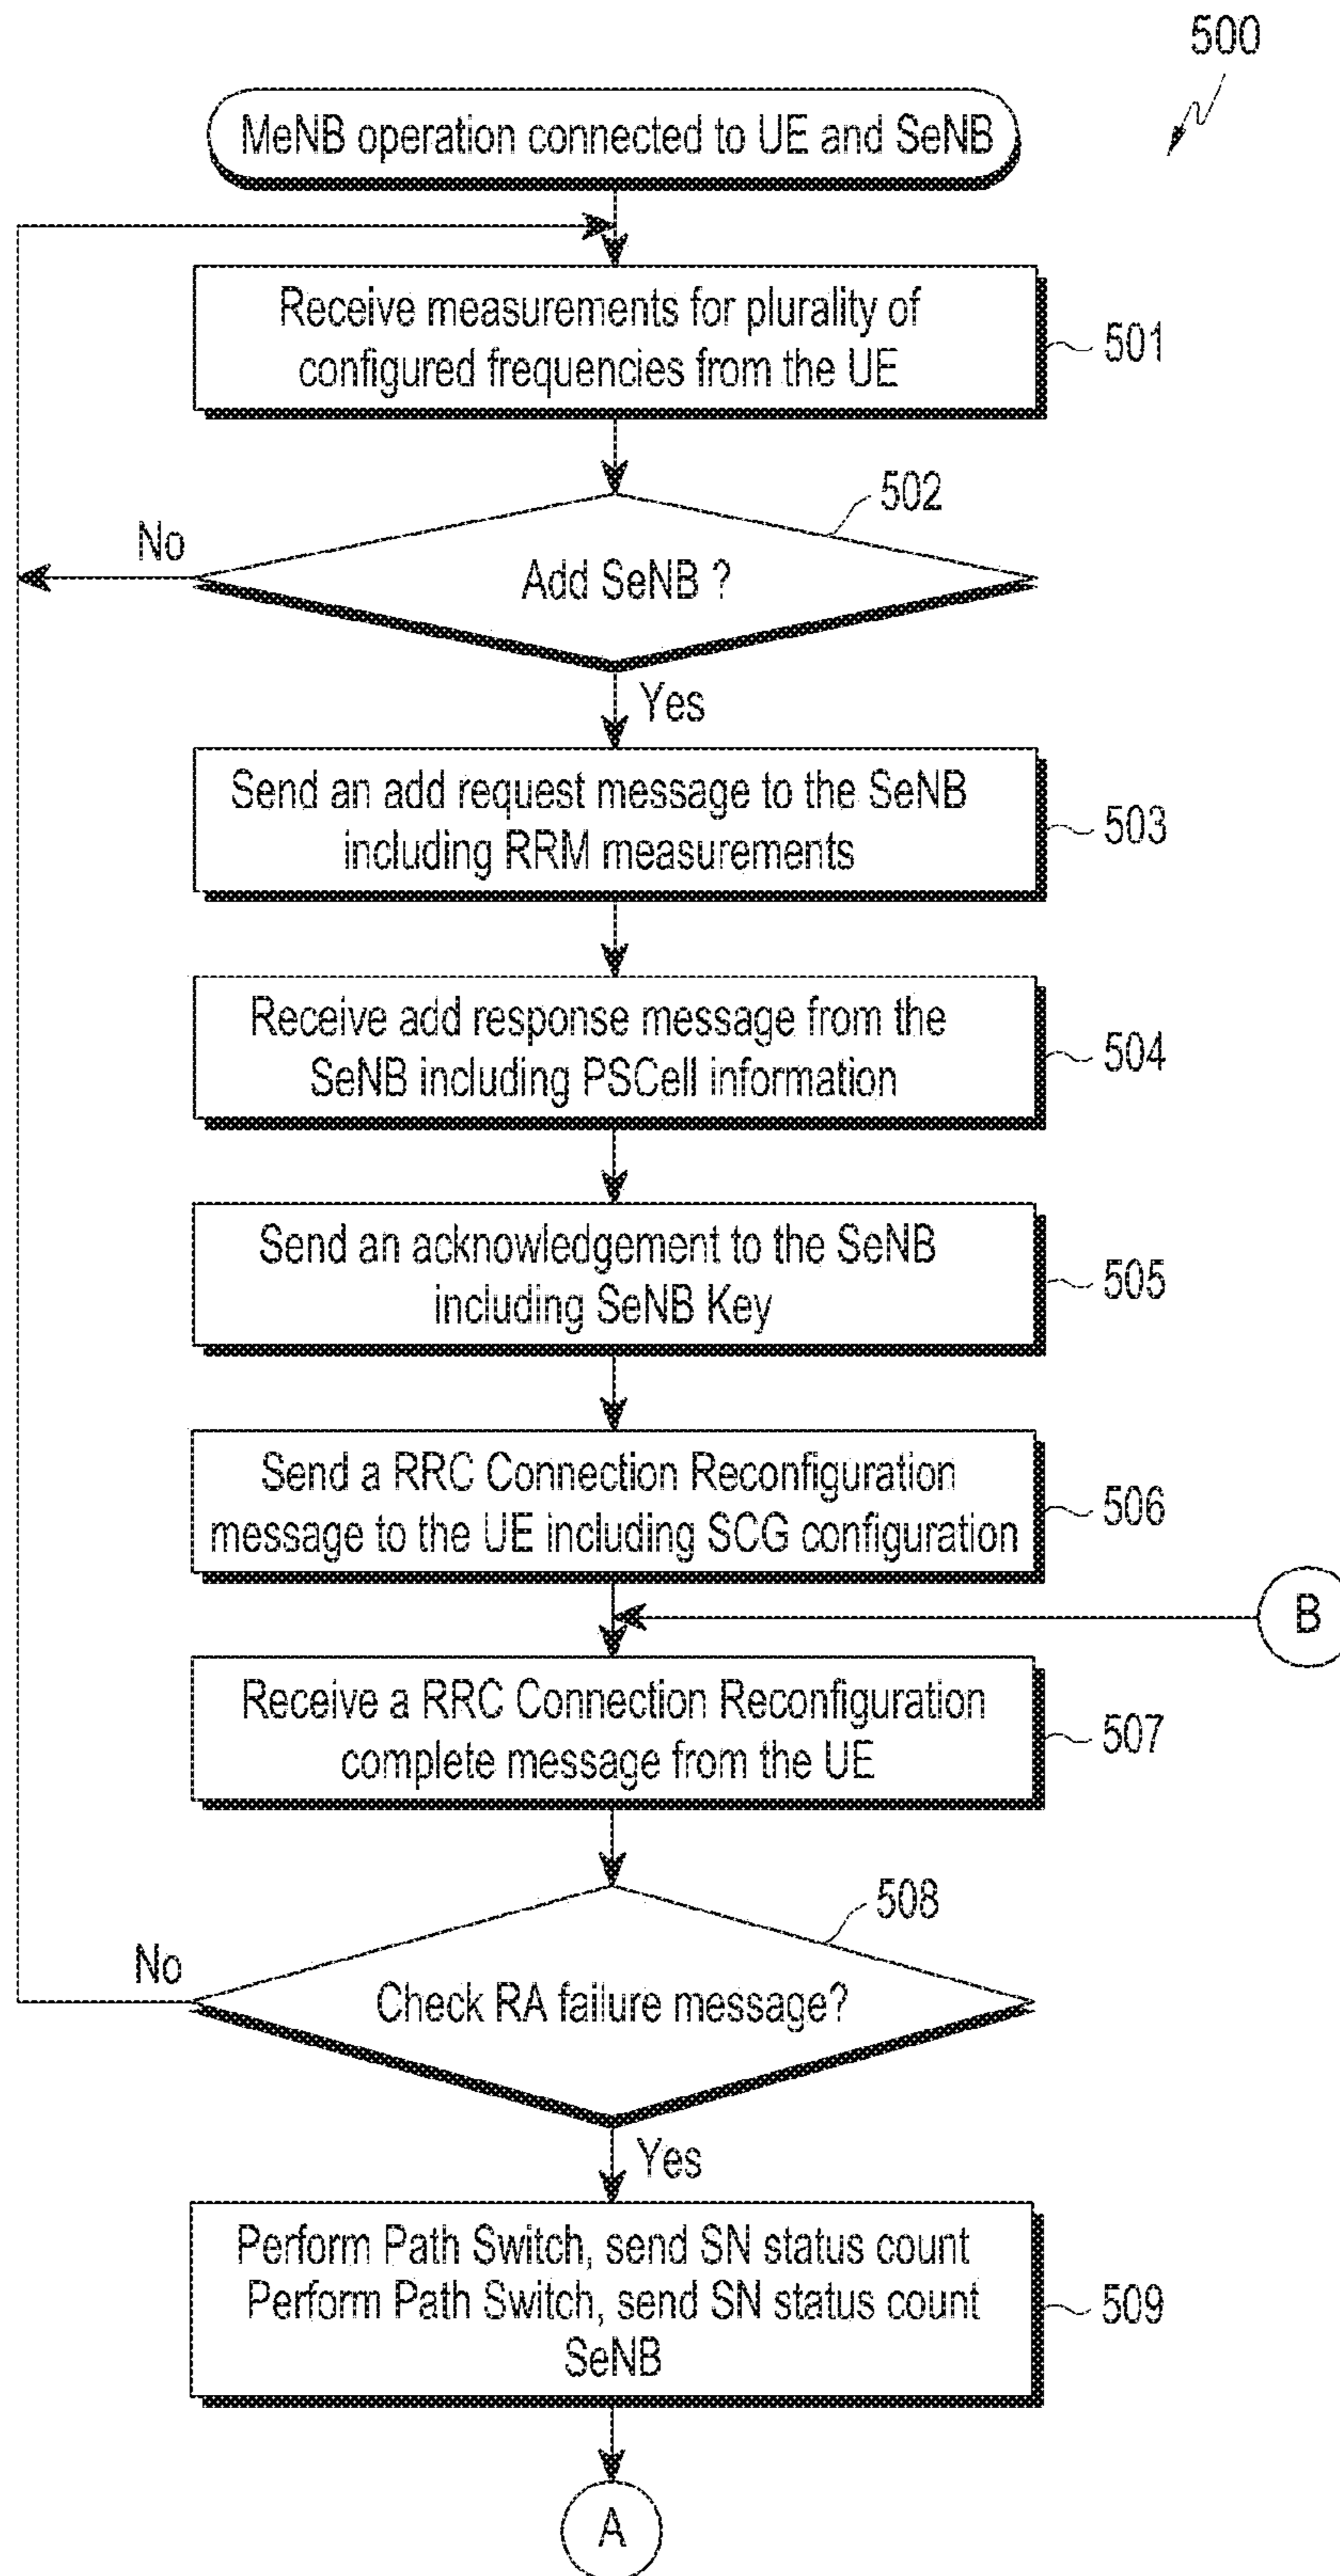 500
MeNB operation connected to UE and SeNB
Receive measurements for plurality of
configured frequencies from the UE
501
502
No
Add SeNB ?
Yes
Send an add request message to the SeNB
including RRM measurements
503
Receive add response message from the
SeNB including PSCell information
504
Send an acknowledgement to the SeNB
including SeNB Key
505
Send a RRC Connection Reconfiguration
message to the UE including SCG configuration
506
B
Receive a RRC Connection Reconfiguration
complete message from the UE
507
508
No
Check RA failure message?
Yes
Perform Path Switch, send SN status count
Perform Path Switch, send SN status count
SeNB
509
A